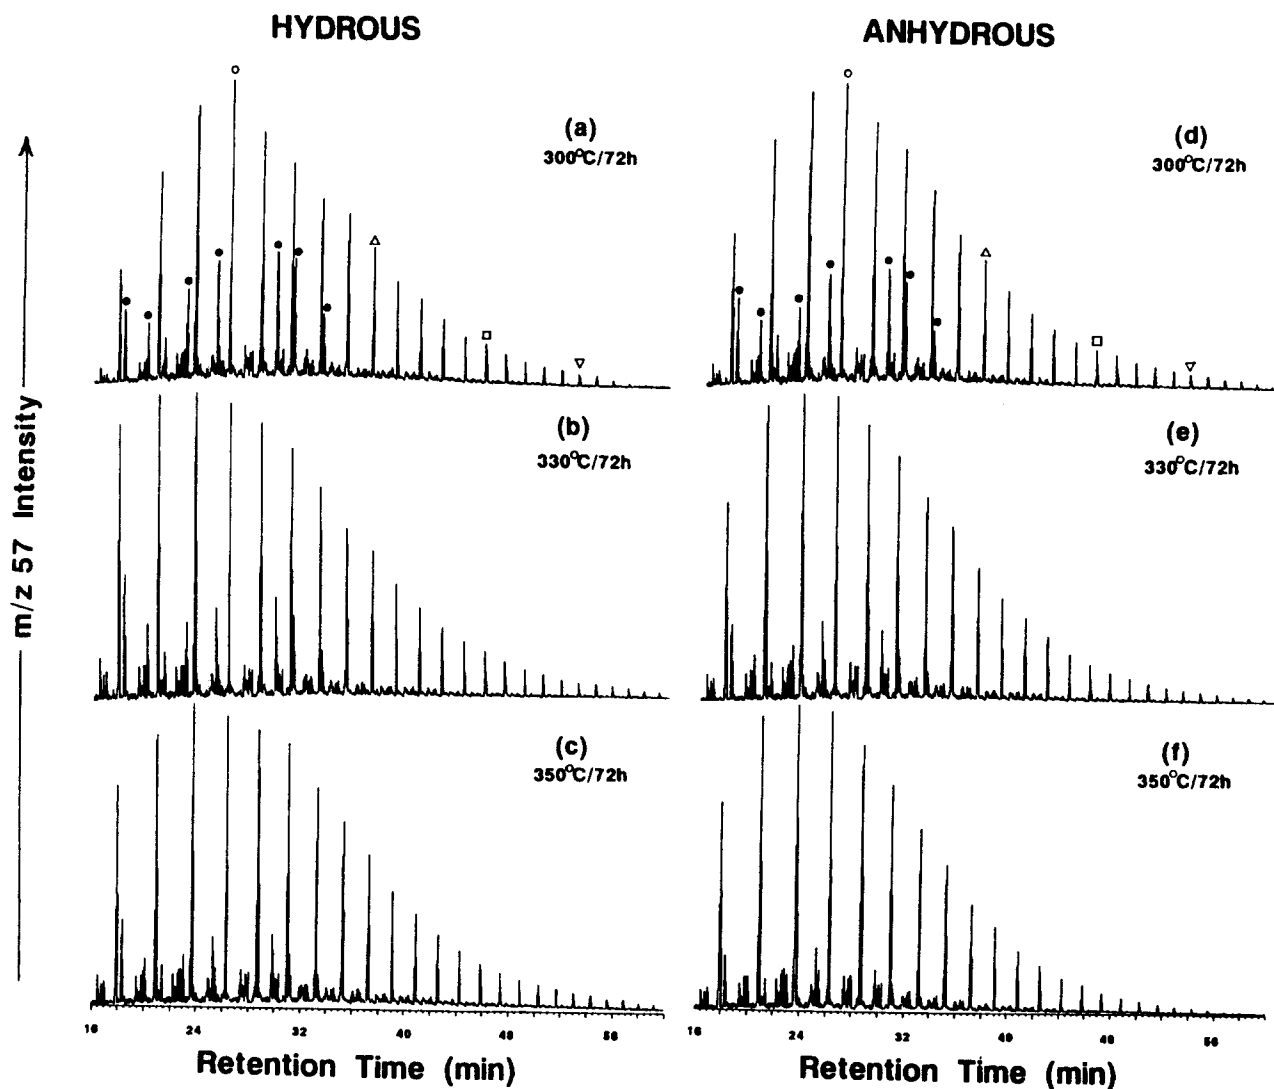 HYDROUS
ANHYDROUS
(a)
300°C/72h
(d)
300°C/72h
(b)
330°C/72h
(e)
330°C/72h
(c)
350°C/72h
(f)
350°C/72h
m/z 57 Intensity
16 24 32 40 48 56
16 24 32 40 48 56
Retention Time (min)
Retention Time (min)